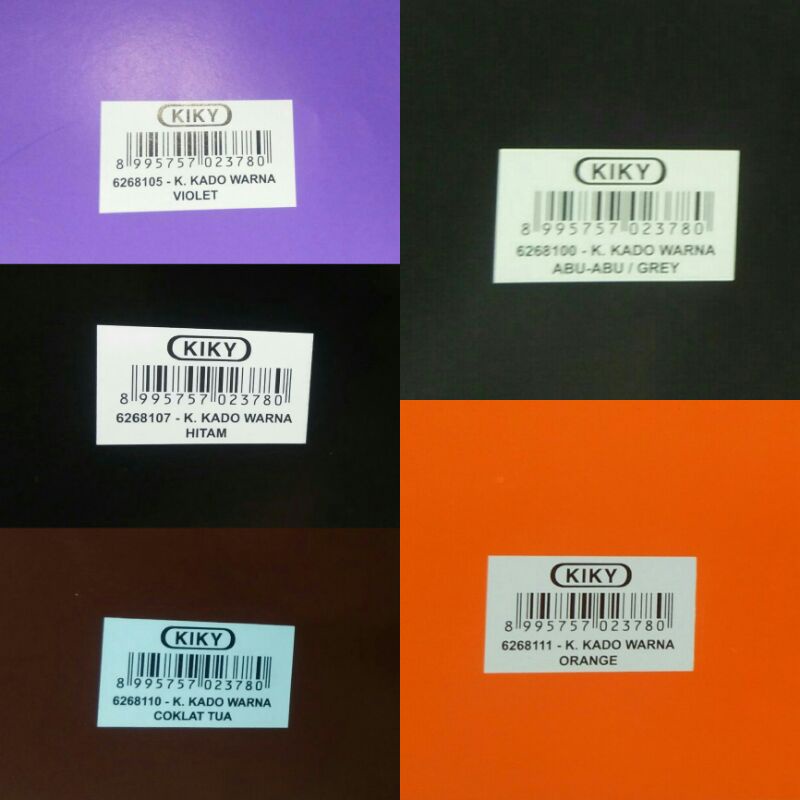 KIKY
8 995757 023780
6268105 - K. KADO WARNA
VIOLET
KIKY
8 995757 023780
6268100 - K. KADO WARNA
ABU-ABU / GREY
KIKY
8 995757 023780
6268107 - K. KADO WARNA
HITAM
KIKY
8 995757 023780
6268111 - K. KADO WARNA
ORANGE
KIKY
8 995757 023780
6268110 - K. KADO WARNA
COKLAT TUA